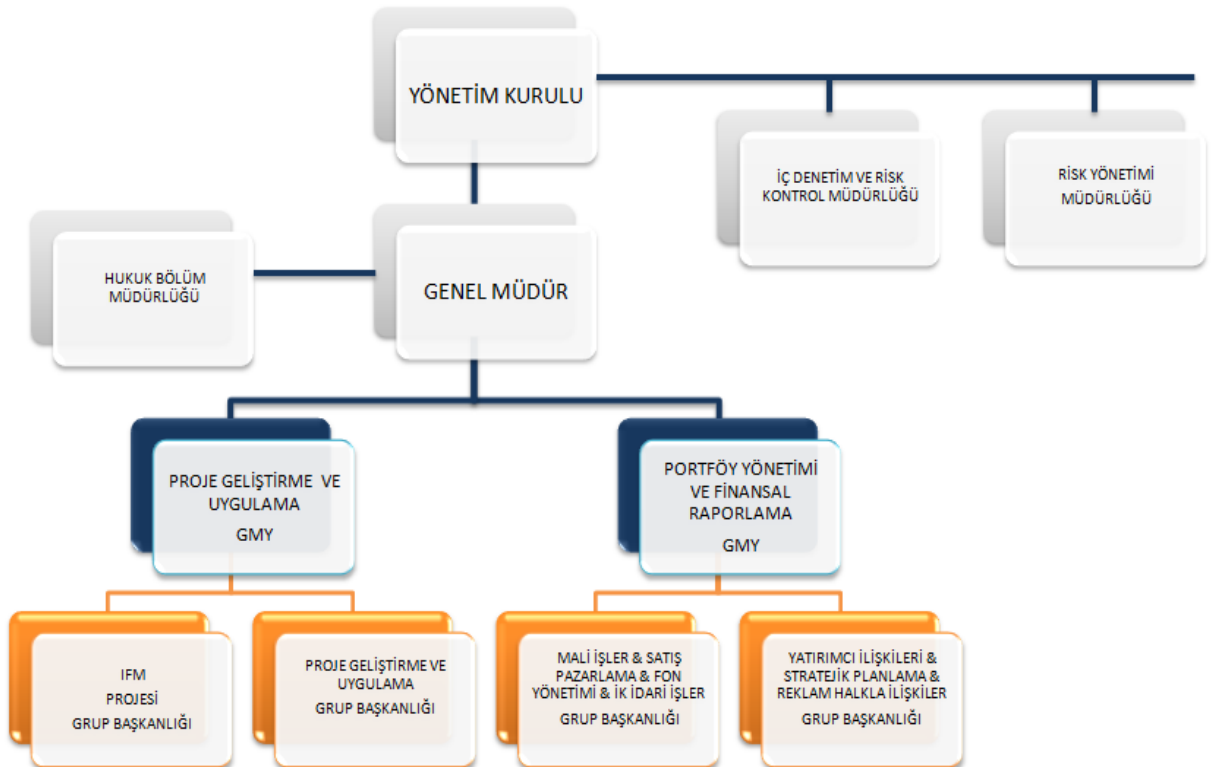 YÖNETİM KURULU
İÇ DENETİM VE RİSK
KONTROL MÜDÜRLÜĞÜ
RİSK YÖNETİMİ
MÜDÜRLÜĞÜ
HUKUK BÖLÜM
MÜDÜRLÜĞÜ
GENEL MÜDÜR
PROJE GELİŞTİRME VE
UYGULAMA
GMY
PORTFÖY YÖNETİMİ
VE FİNANSAL
RAPORLAMA
GMY
IFM
PROJESİ
GRUP BAŞKANLIĞI
PROJE GELİŞTİRME VE
UYGULAMA
GRUP BAŞKANLIĞI
MALİ İŞLER & SATIŞ
PAZARLAMA & FON
YÖNETİMİ & İK İDARİ İŞLER
GRUP BAŞKANLIĞI
YATIRIMCI İLİŞKİLERİ &
STRATEJİK PLANLAMA &
REKLAM HALKLA İLİŞKİLER
GRUP BAŞKANLIĞI